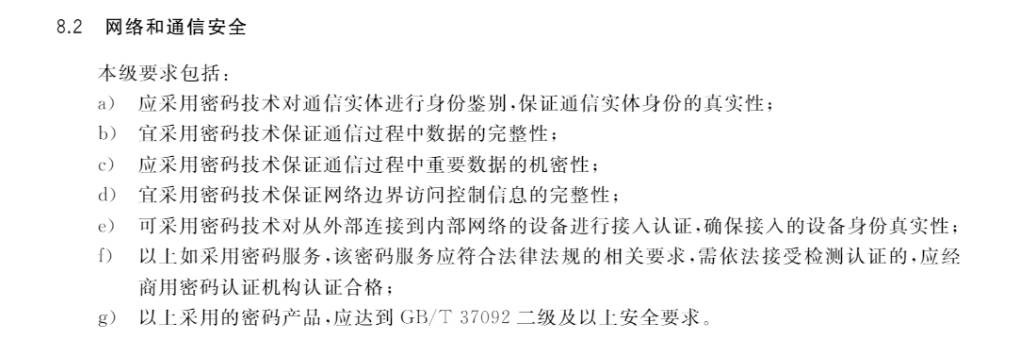 8.2 网络和通信安全
本级要求包括：
a） 应采用密码技术对通信实体进行身份鉴别，保证通信实体身份的真实性；
b） 宜采用密码技术保证通信过程中数据的完整性；
c） 应采用密码技术保证通信过程中重要数据的机密性；
d） 宜采用密码技术保证网络边界访问控制信息的完整性；
e） 可采用密码技术对从外部连接到内部网络的设备进行接入认证，确保接入的设备身份真实性；
f） 以上如采用密码服务，该密码服务应符合法律法规的相关要求，需依法接受检测认证的，应经
商用密码认证机构认证合格；
g） 以上采用的密码产品，应达到 GB/T 37092 二级及以上安全要求。